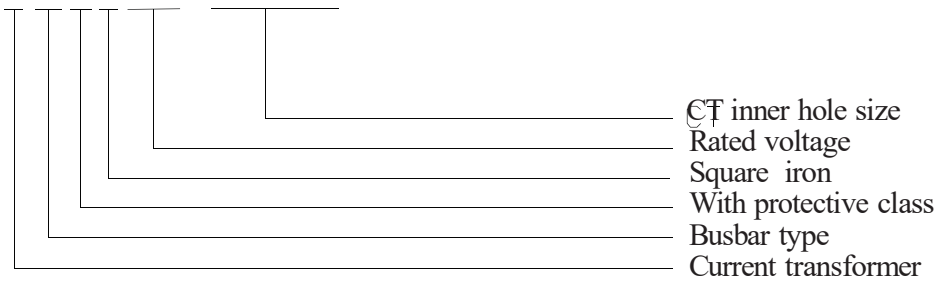 CT inner hole size
Rated voltage
Square iron
With protective class
Busbar type
Current transformer